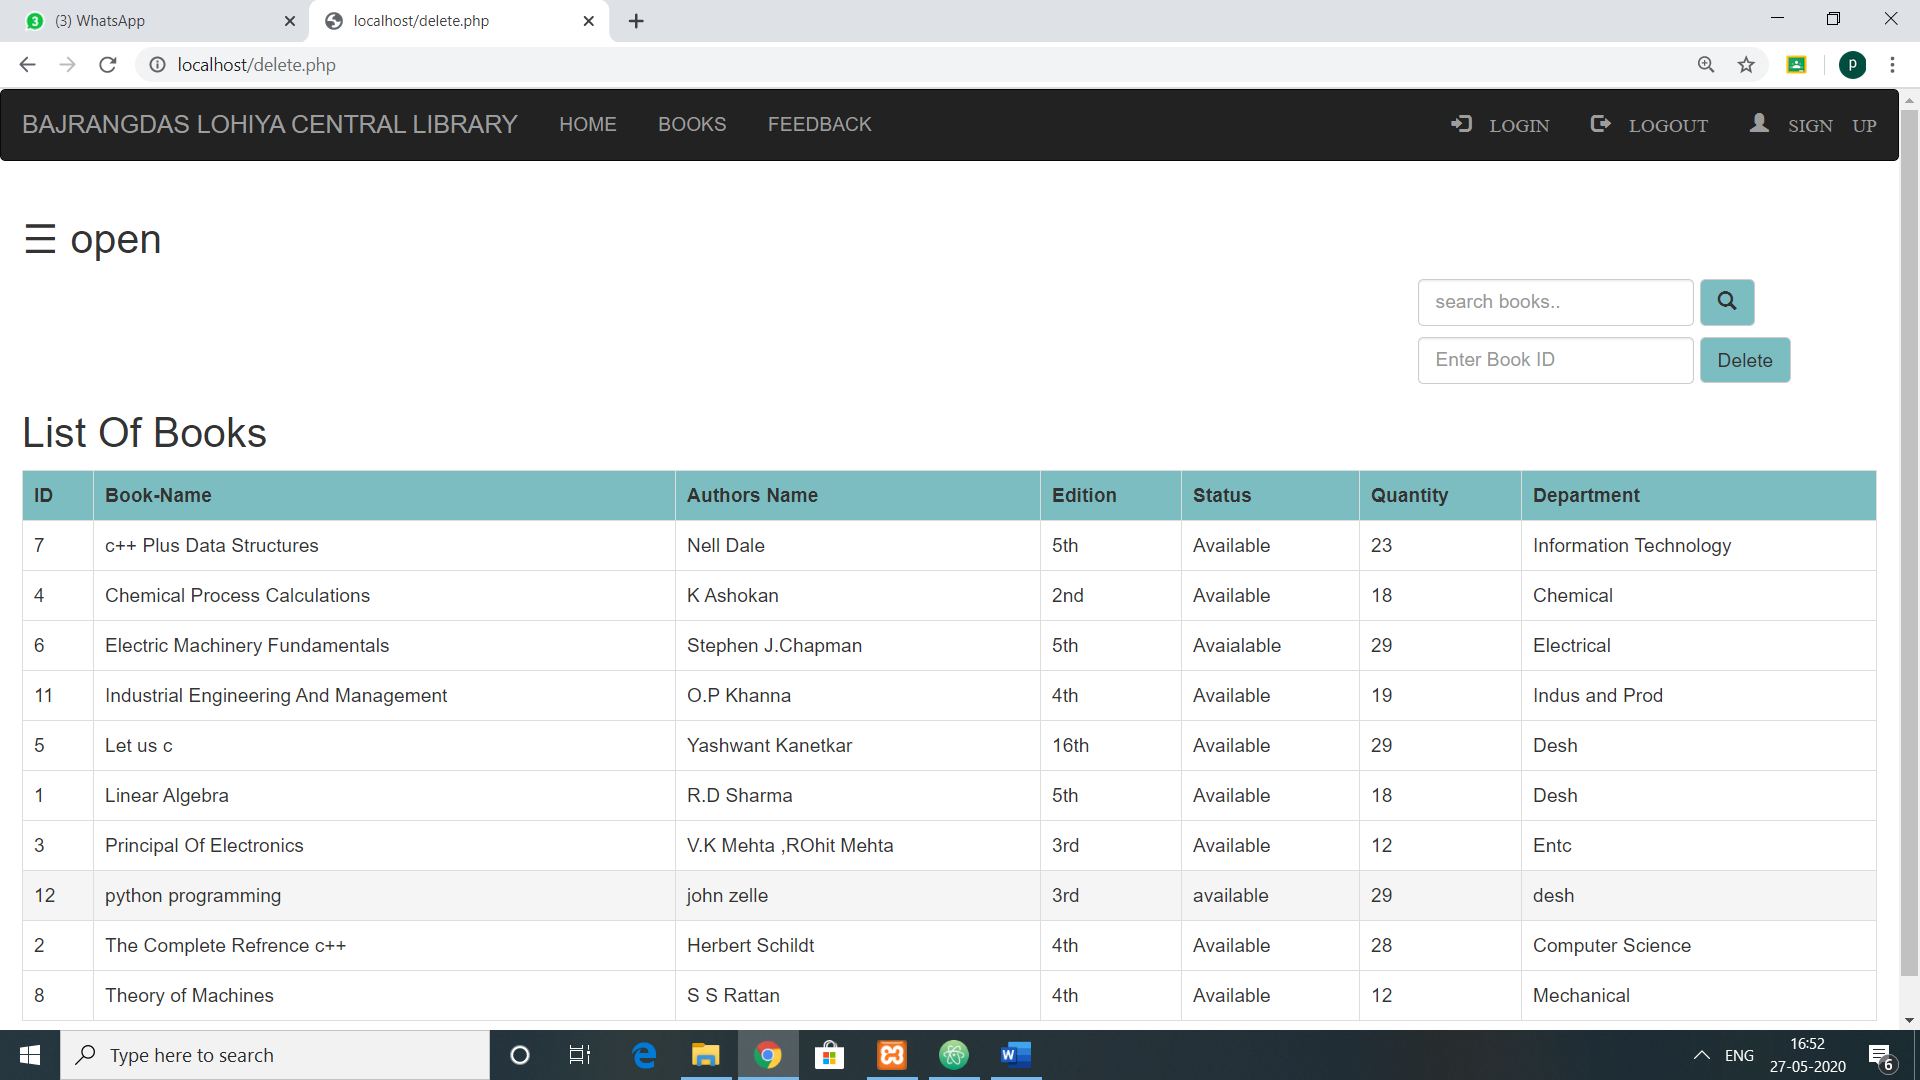 (3) WhatsApp
localhost/delete.php
localhost/delete.php
p
BAJRANGDAS LOHIYA CENTRAL LIBRARY HOME BOOKS FEEDBACK LOGIN LOGOUT SIGN UP
☰ open
search books..
Enter Book ID Delete
List Of Books
ID Book-Name Authors Name Edition Status Quantity Department
7 c++ Plus Data Structures Nell Dale 5th Available 23 Information Technology
4 Chemical Process Calculations K Ashokan 2nd Available 18 Chemical
6 Electric Machinery Fundamentals Stephen J.Chapman 5th Avaialable 29 Electrical
11 Industrial Engineering And Management O.P Khanna 4th Available 19 Indus and Prod
5 Let us c Yashwant Kanetkar 16th Available 29 Desh
1 Linear Algebra R.D Sharma 5th Available 18 Desh
3 Principal Of Electronics V.K Mehta ,ROhit Mehta 3rd Available 12 Entc
12 python programming john zelle 3rd available 29 desh
2 The Complete Refrence c++ Herbert Schildt 4th Available 28 Computer Science
8 Theory of Machines S S Rattan 4th Available 12 Mechanical
Type here to search
ENG
16:52
27-05-2020
6